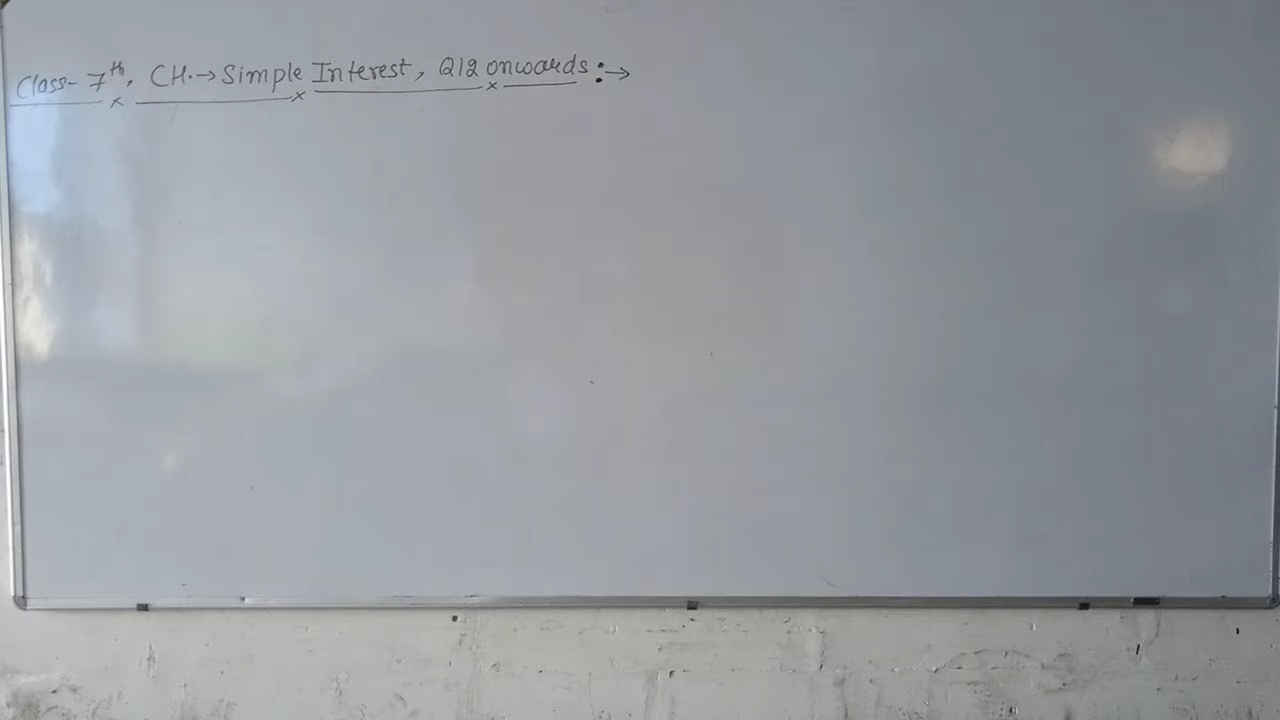 Class- 7th, CH.→Simple Interest, Q12 onwards:→